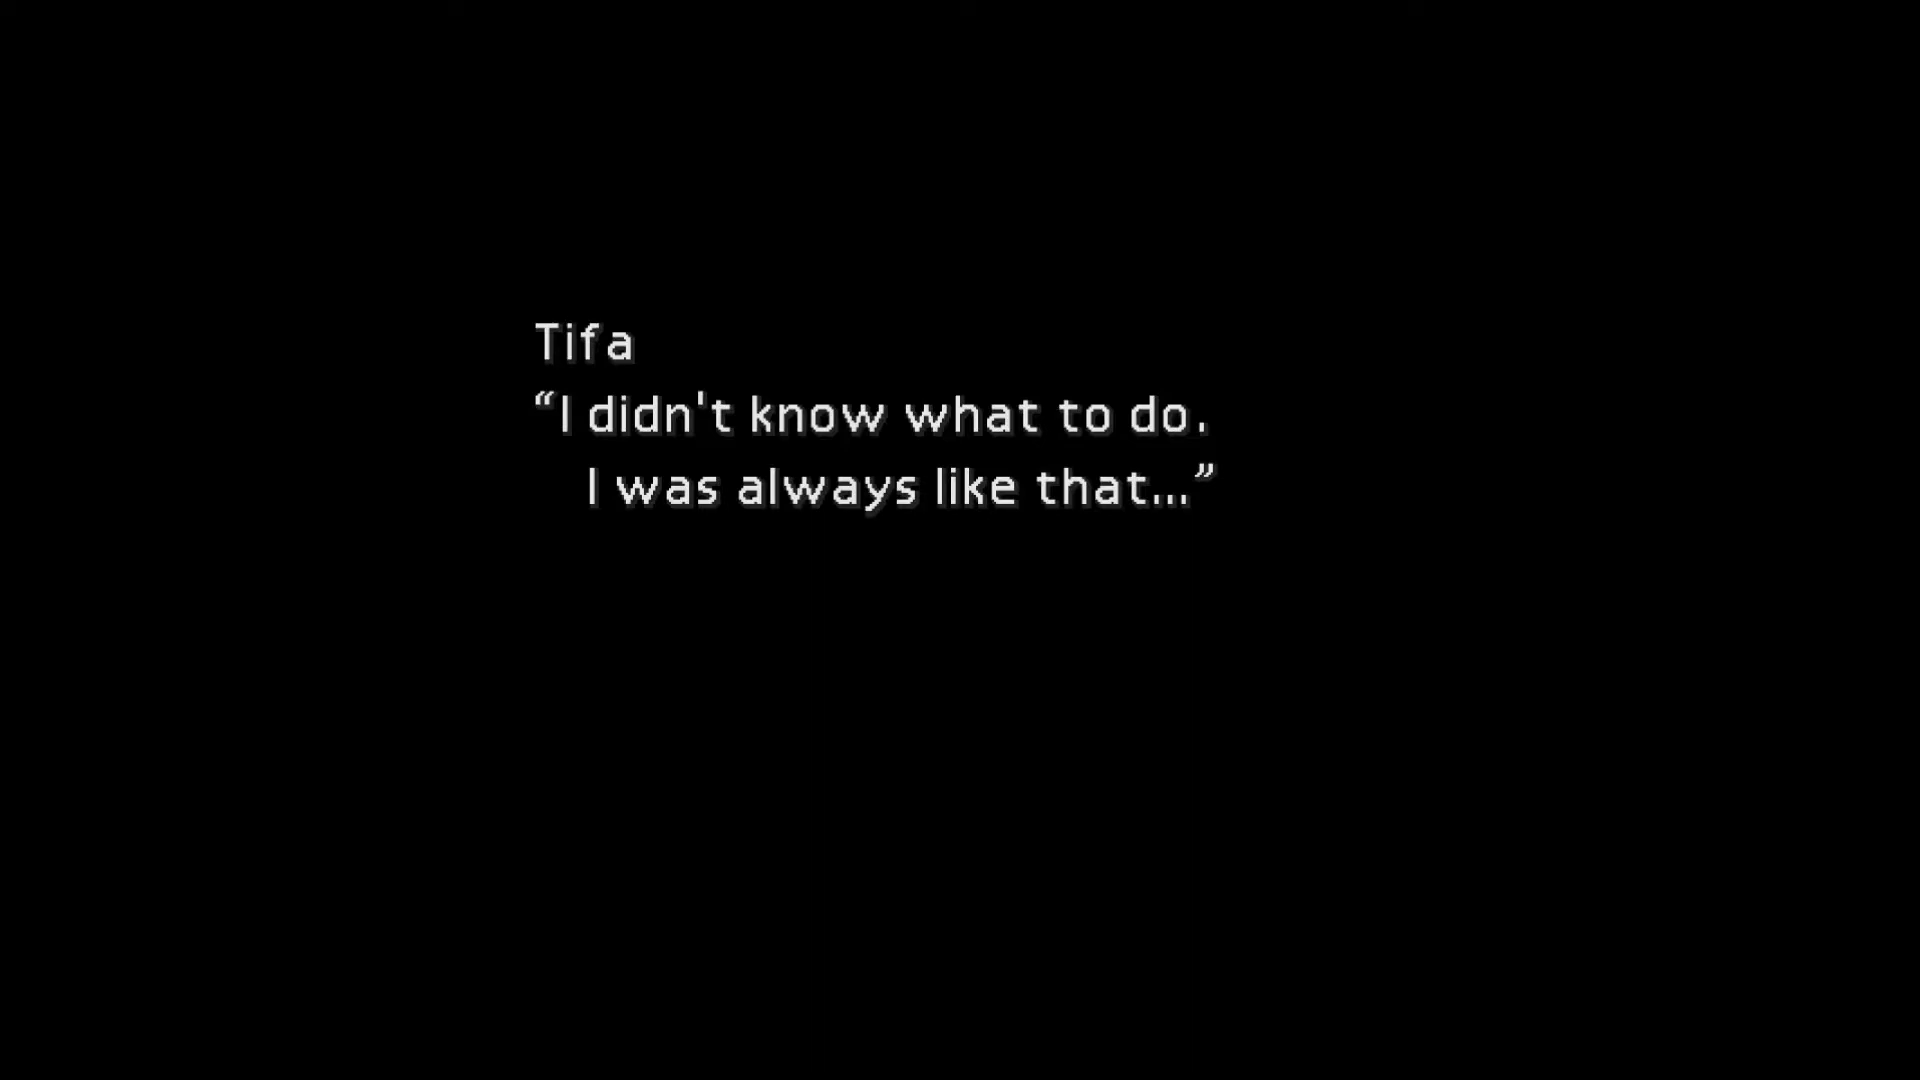 Tifa
“I didn't know what to do.
I was always like that...”